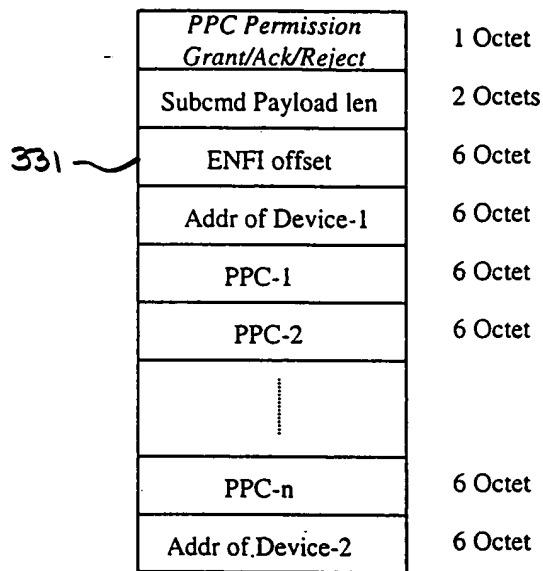 PPC Permission
Grant/Ack/Reject
1 Octet
Subcmd Payload len
2 Octets
331
ENFI offset
6 Octet
Addr of Device-1
6 Octet
PPC-1
6 Octet
PPC-2
6 Octet
PPC-n
6 Octet
Addr of Device-2
6 Octet